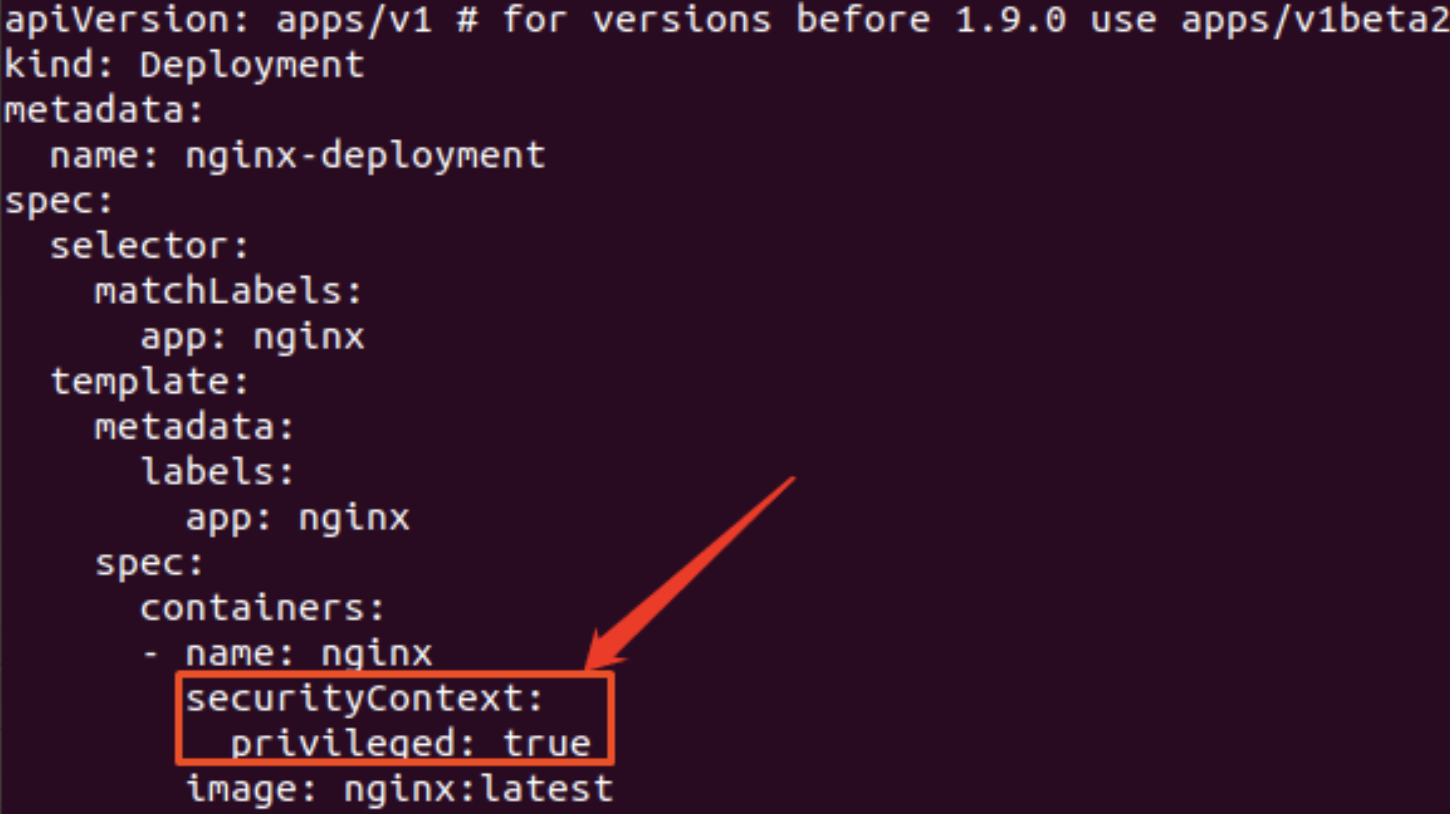 apiVersion: apps/v1 # for versions before 1.9.0 use apps/v1beta2
kind: Deployment
metadata:
  name: nginx-deployment
spec:
  selector:
    matchLabels:
      app: nginx
  template:
    metadata:
      labels:
        app: nginx
    spec:
      containers:
      - name: nginx
        securityContext:
          privileged: true
        image: nginx:latest